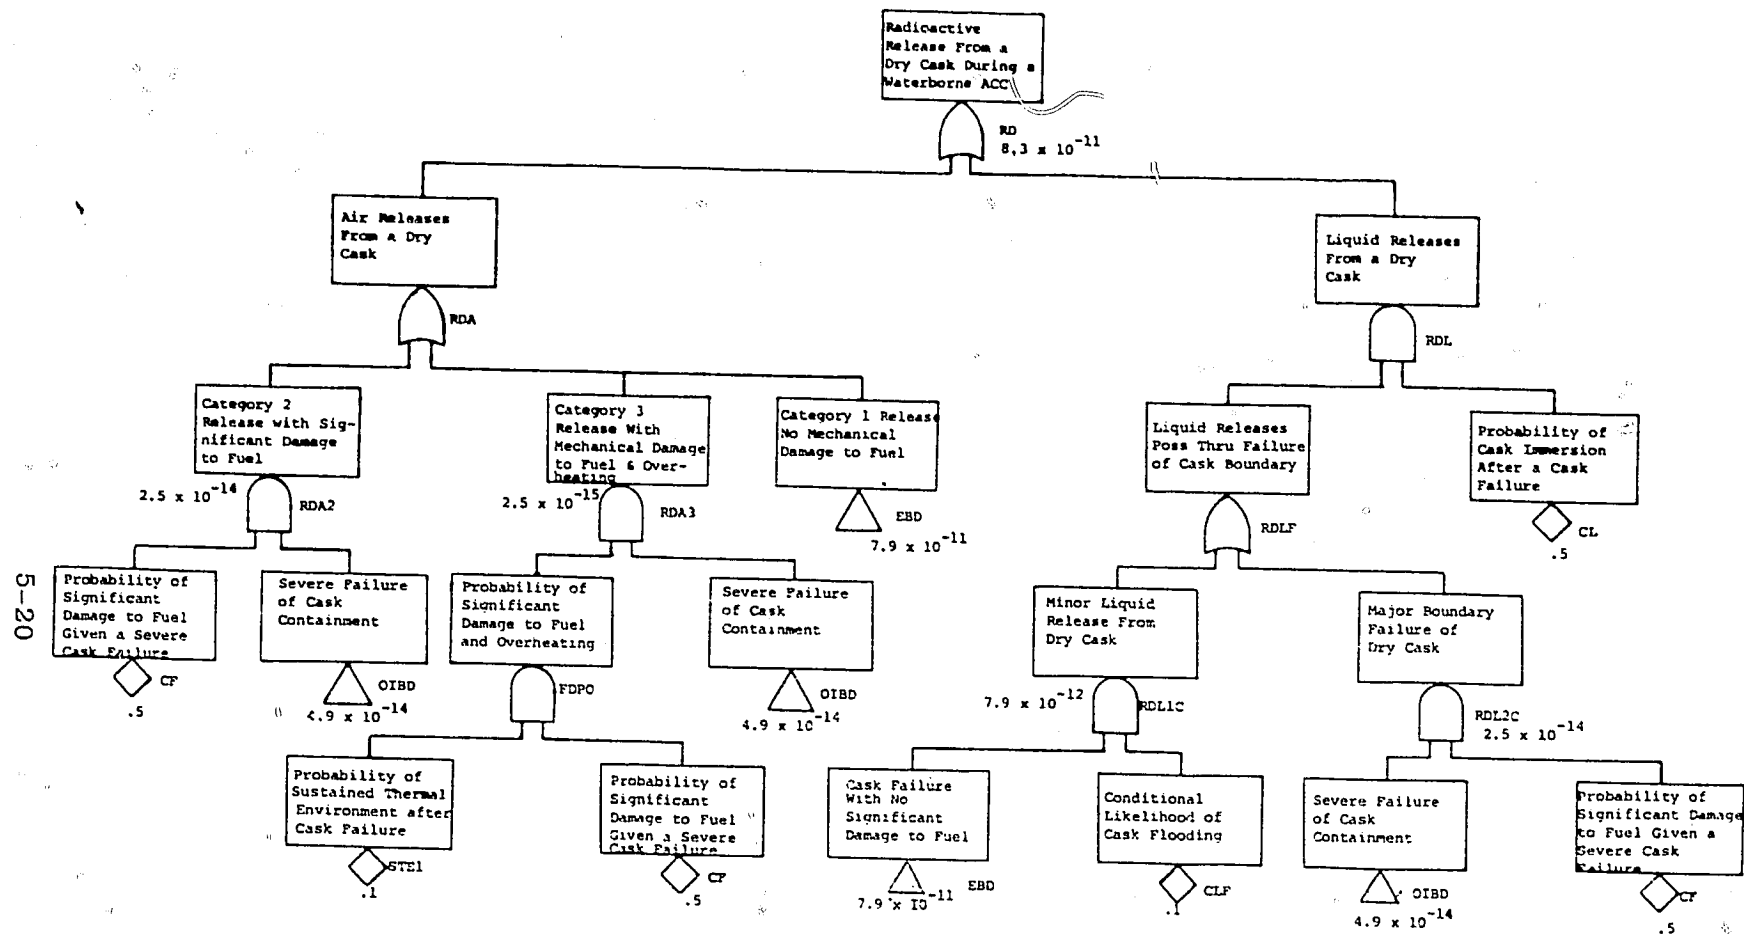 Radioactive
Release From a
Dry Cask During a
Waterborne ACC
RD
8.3 x 10-11
Air Releases
From a Dry
Cask
RDA
Liquid Releases
From a Dry
Cask
RDL
Category 2
Release with Sig-
nificant Damage
to Fuel
2.5 x 10-14
RDA2
Category 3
Release With
Mechanical Damage
to Fuel & Over-
heating
2.5 x 10-15
RDA3
Category 1 Release
No Mechanical
Damage to Fuel
EBD
7.9 x 10-11
Liquid Releases
Poss Thru Failure
of Cask Boundary
RDLF
Probability of
Cask Immersion
After a Cask
Failure
CL
.5
5-20
Probability of
Significant
Damage to Fuel
Given a Severe
Cask Failure
CF
.5
Severe Failure
of Cask
Containment
OIBD
4.9 x 10-14
Probability of
Significant
Damage to Fuel
and Overheating
FDPO
Severe Failure
of Cask
Containment
OIBD
4.9 x 10-14
Minor Liquid
Release From
Dry Cask
7.9 x 10-12
RDL1C
Major Boundary
Failure of
Dry Cask
RDL2C
2.5 x 10-14
Probability of
Sustained Thermal
Environment after
Cask Failure
STE1
.1
Probability of
Significant
Damage to Fuel
Given a Severe
Cask Failure
CF
.5
Cask Failure
With No
Significant
Damage to Fuel
EBD
7.9 x 10-11
Conditional
Likelihood of
Cask Flooding
CLF
.1
Severe Failure
of Cask
Containment
OIBD
4.9 x 10-14
Probability of
Significant Damage
to Fuel Given a
Severe Cask
Failure
CF
.5